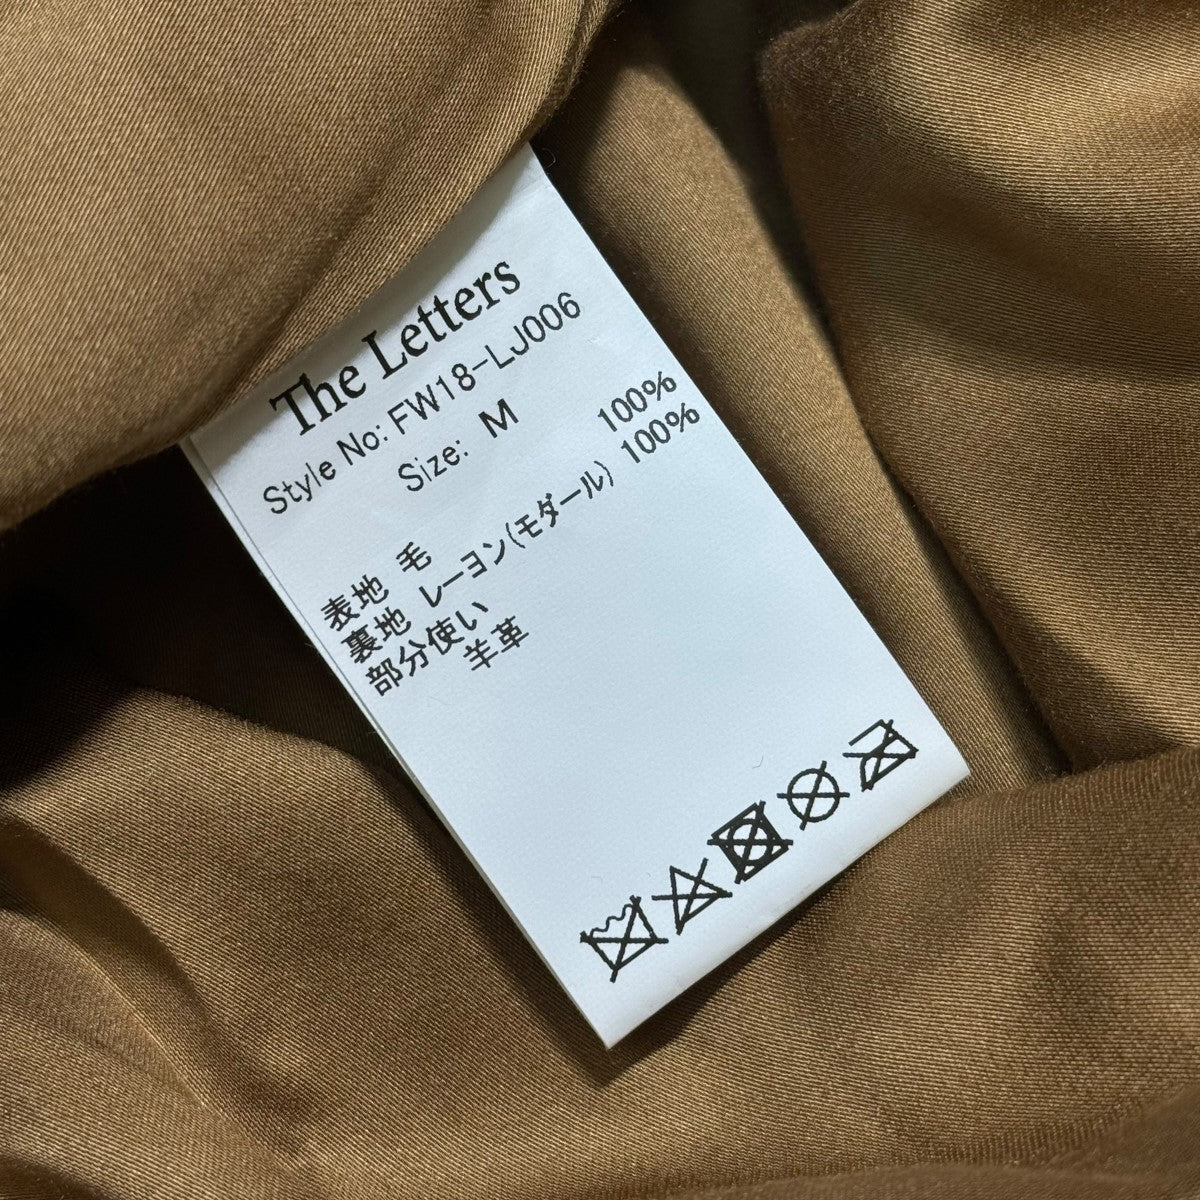 The Letters
Style No: FW18-LJ006
Size: M
表地 毛 100%
裏地 レーヨン(モダール) 100%
部分使い
羊革